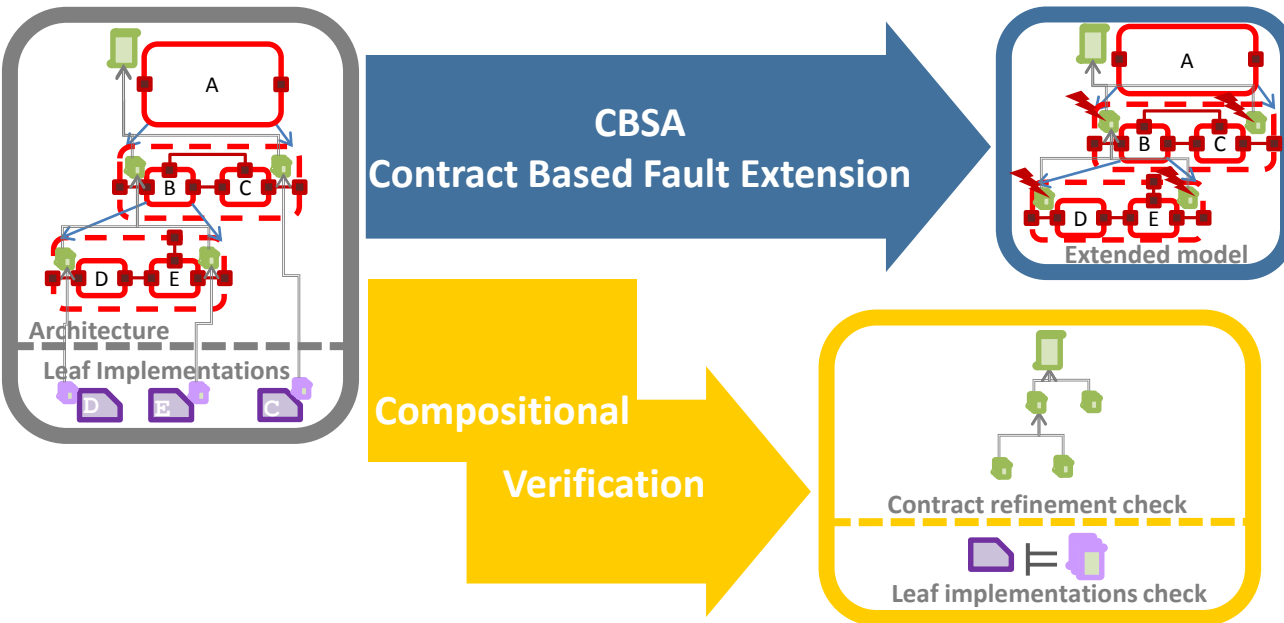 A
B
C
D
E
Architecture
Leaf Implementations
D
E
C
CBSA
Contract Based Fault Extension
A
B
C
D
E
Extended model
Compositional
Verification
Contract refinement check
Leaf implementations check